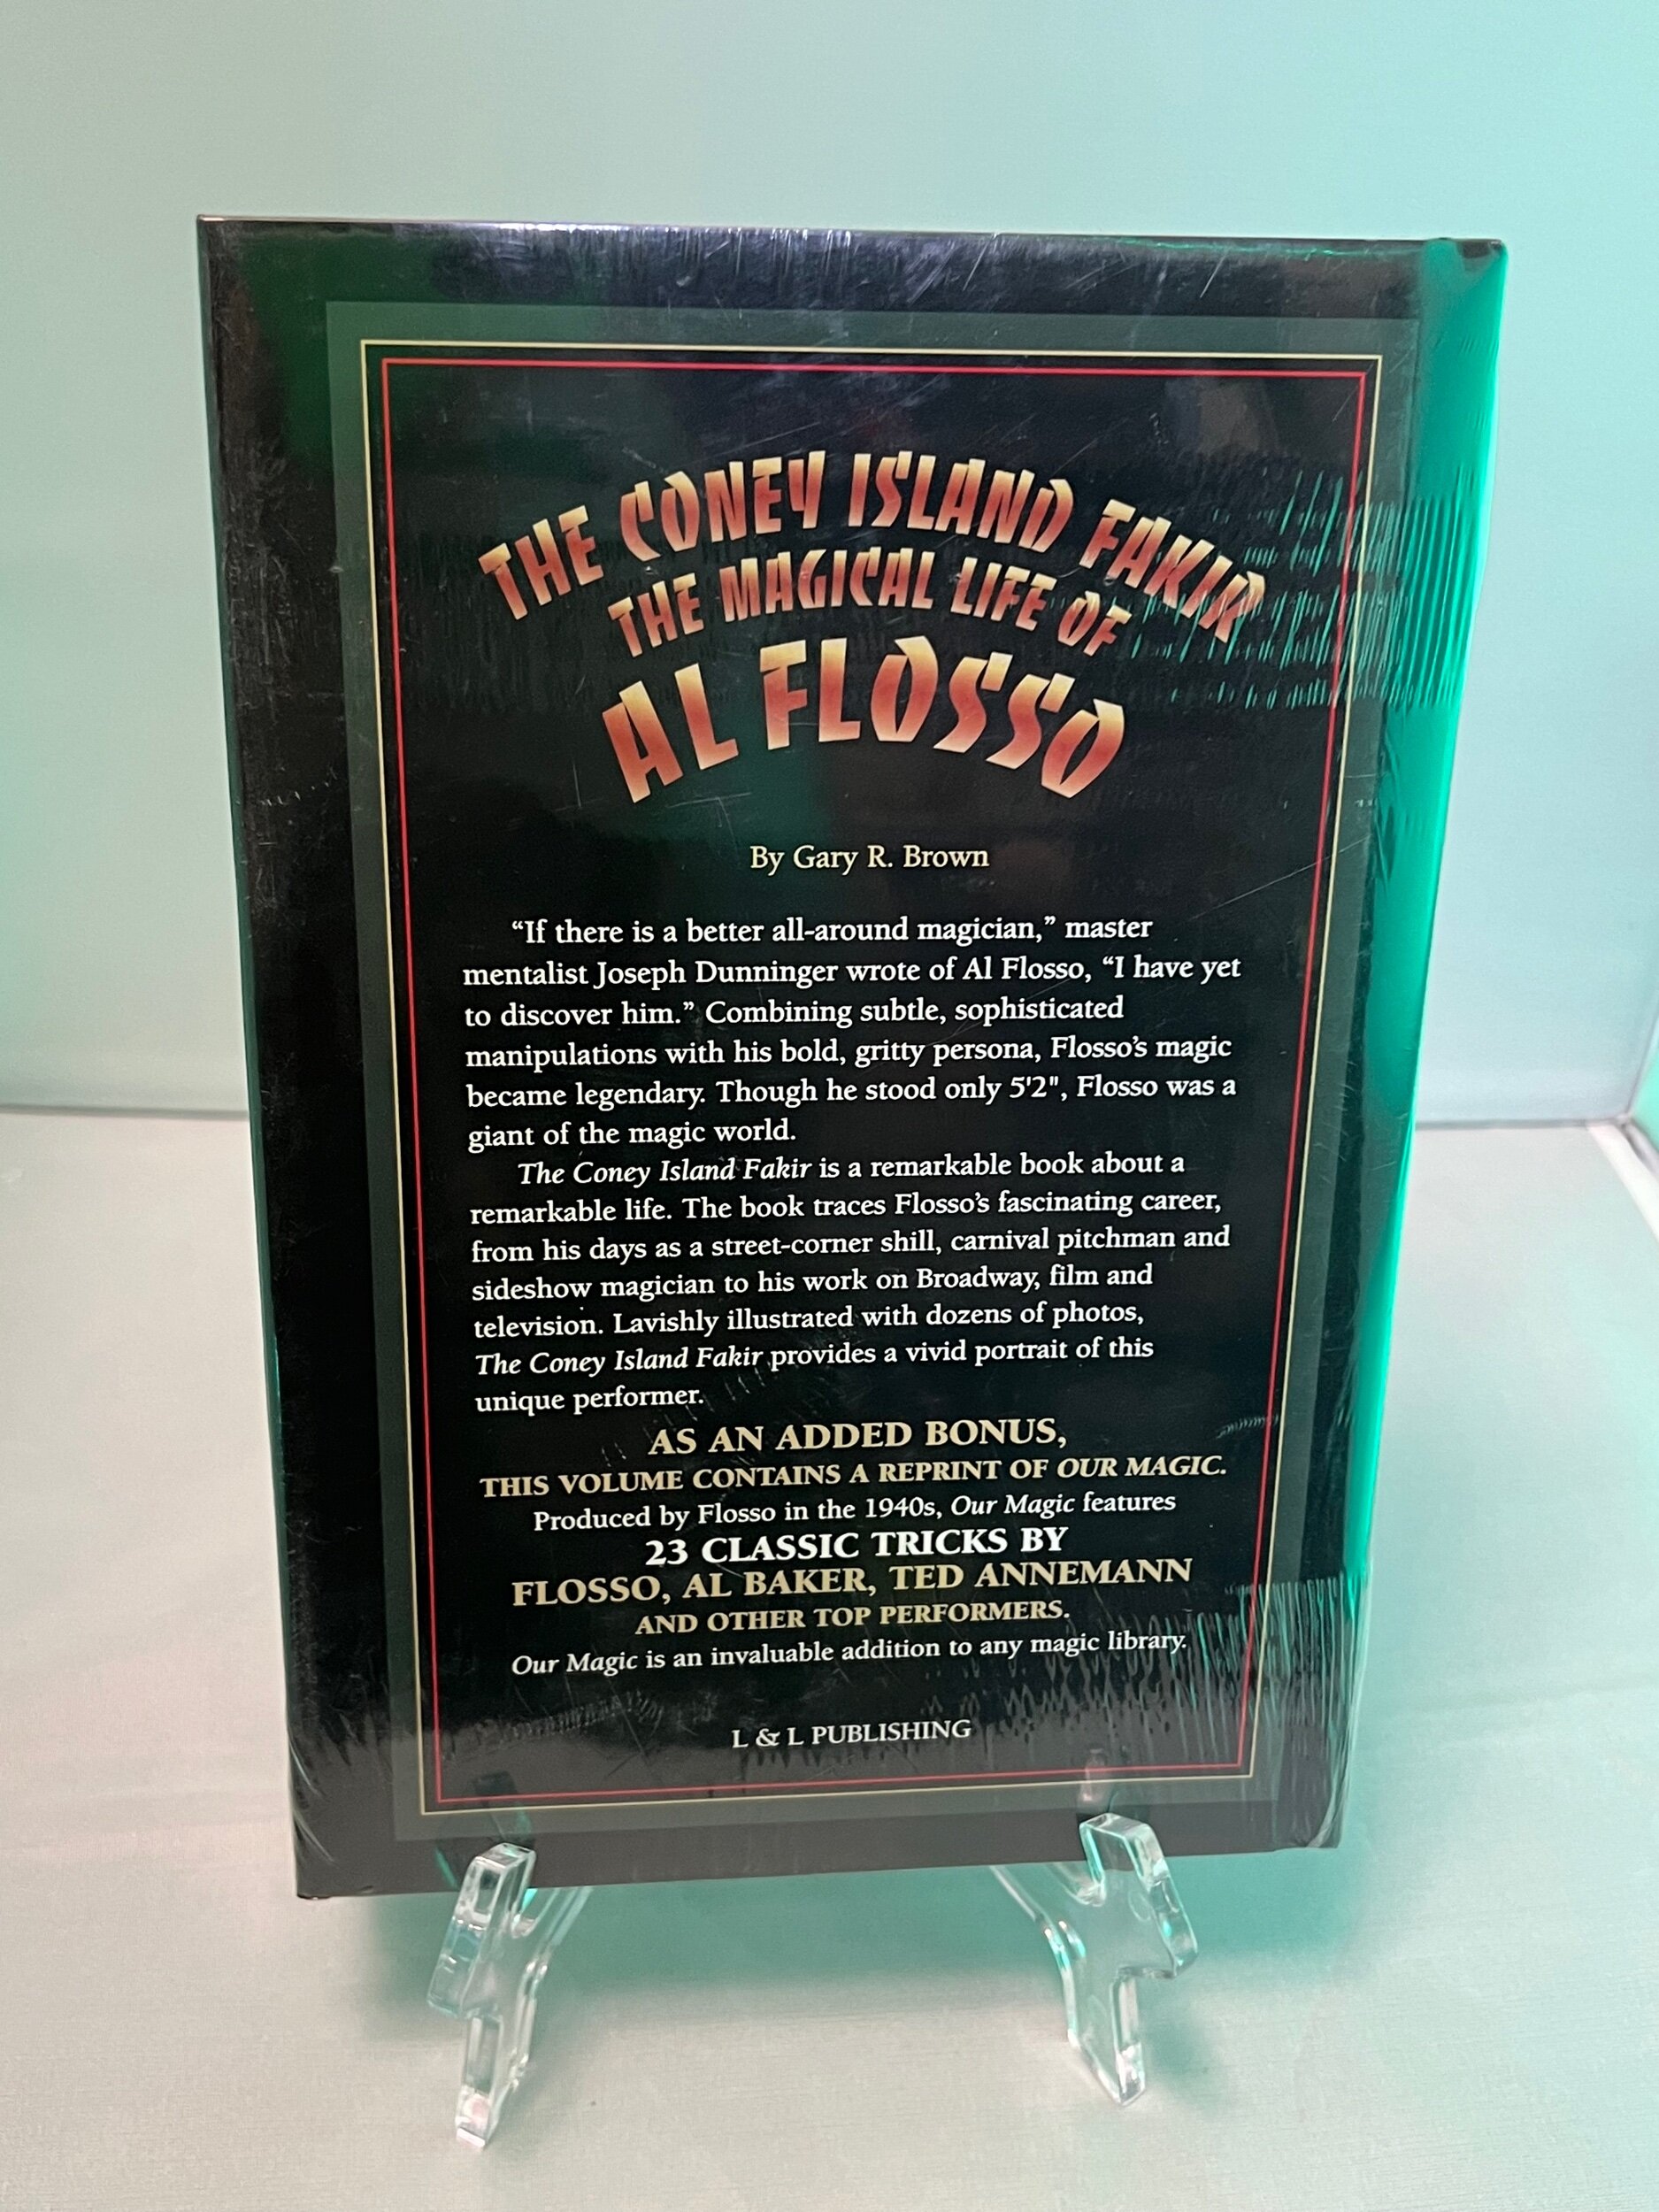 THE CONEY ISLAND FAKIR
THE MAGICAL LIFE OF
AL FLOSSO
By Gary R. Brown
“If there is a better all-around magician,” master
mentalist Joseph Dunninger wrote of Al Flosso, “I have yet
to discover him.” Combining subtle, sophisticated
manipulations with his bold, gritty persona, Flosso’s magic
became legendary. Though he stood only 5'2", Flosso was a
giant of the magic world.
The Coney Island Fakir is a remarkable book about a
remarkable life. The book traces Flosso’s fascinating career,
from his days as a street-corner shill, carnival pitchman and
sideshow magician to his work on Broadway, film and
television. Lavishly illustrated with dozens of photos,
The Coney Island Fakir provides a vivid portrait of this
unique performer.
AS AN ADDED BONUS,
THIS VOLUME CONTAINS A REPRINT OF OUR MAGIC.
Produced by Flosso in the 1940s, Our Magic features
23 CLASSIC TRICKS BY
FLOSSO, AL BAKER, TED ANNEMANN
AND OTHER TOP PERFORMERS.
Our Magic is an invaluable addition to any magic library.
L & L PUBLISHING